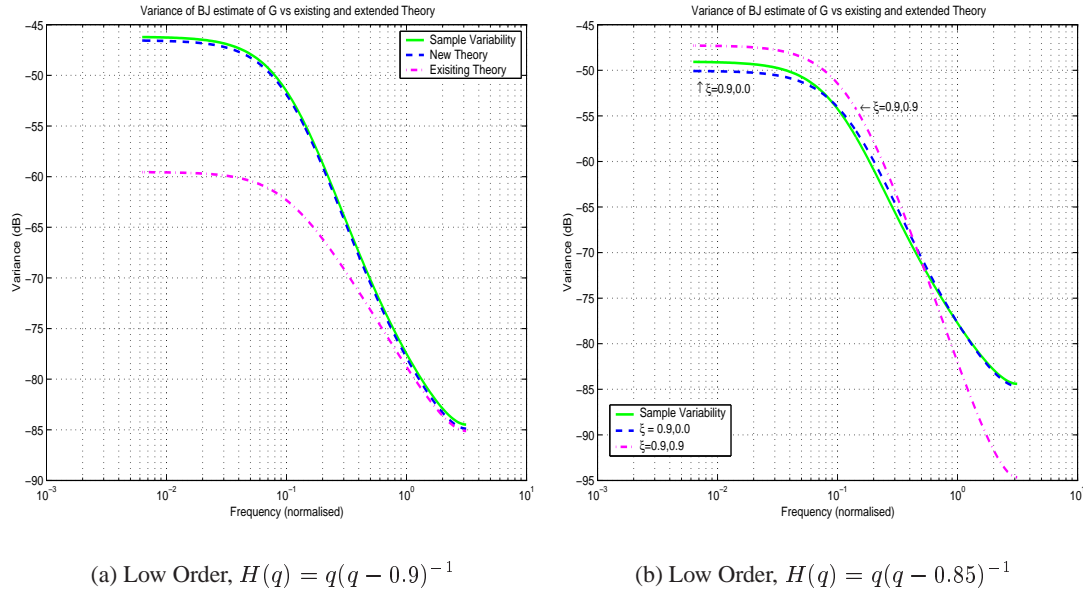 Variance of BJ estimate of G vs existing and extended Theory
-45
-50
-55
-60
-65
-70
-75
-80
-85
-90
Variance (dB)
Sample Variability
New Theory
Exisiting Theory
10^-3
10^-2
10^-1
10^0
10^1
Frequency (normalised)
(a) Low Order, H(q) = q(q − 0.9)^−1
Variance of BJ estimate of G vs existing and extended Theory
-45
-50
-55
-60
-65
-70
-75
-80
-85
-90
-95
Variance (dB)
↑ξ=0.9,0.0
←ξ=0.9,0.9
Sample Variability
ξ = 0.9,0.0
ξ=0.9,0.9
10^-3
10^-2
10^-1
10^0
10^1
Frequency (normalised)
(b) Low Order, H(q) = q(q − 0.85)^−1